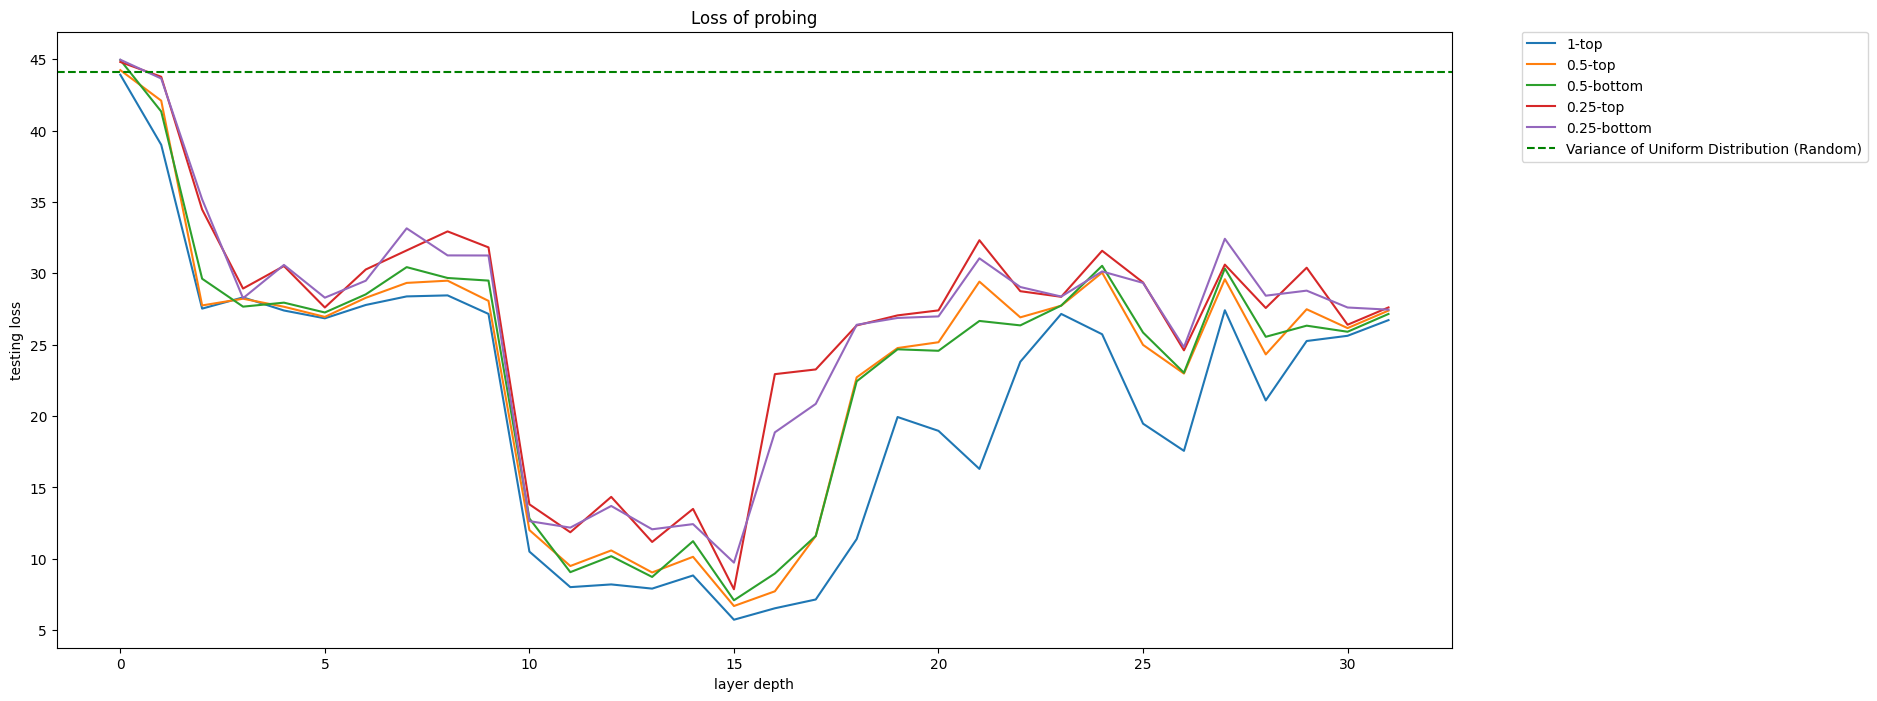 Loss of probing
45
40
35
30
25
20
15
10
5
testing loss
0 5 10 15 20 25 30
layer depth
1-top
0.5-top
0.5-bottom
0.25-top
0.25-bottom
Variance of Uniform Distribution (Random)